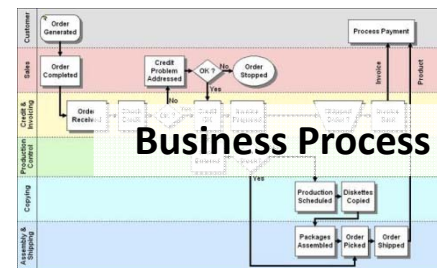 Customer
Order
Generated
Process Payment
Sales
Order
Completed
Credit
Problem
Addressed
OK ?
No
Order
Stopped
Yes
Invoice
Product
Credit &
Invoicing
Order
Received
No
Production
Control
Business Process
Yes
Copying
Production
Scheduled
Diskettes
Copied
Assembly &
Shipping
Packages
Assembled
Order
Picked
Order
Shipped